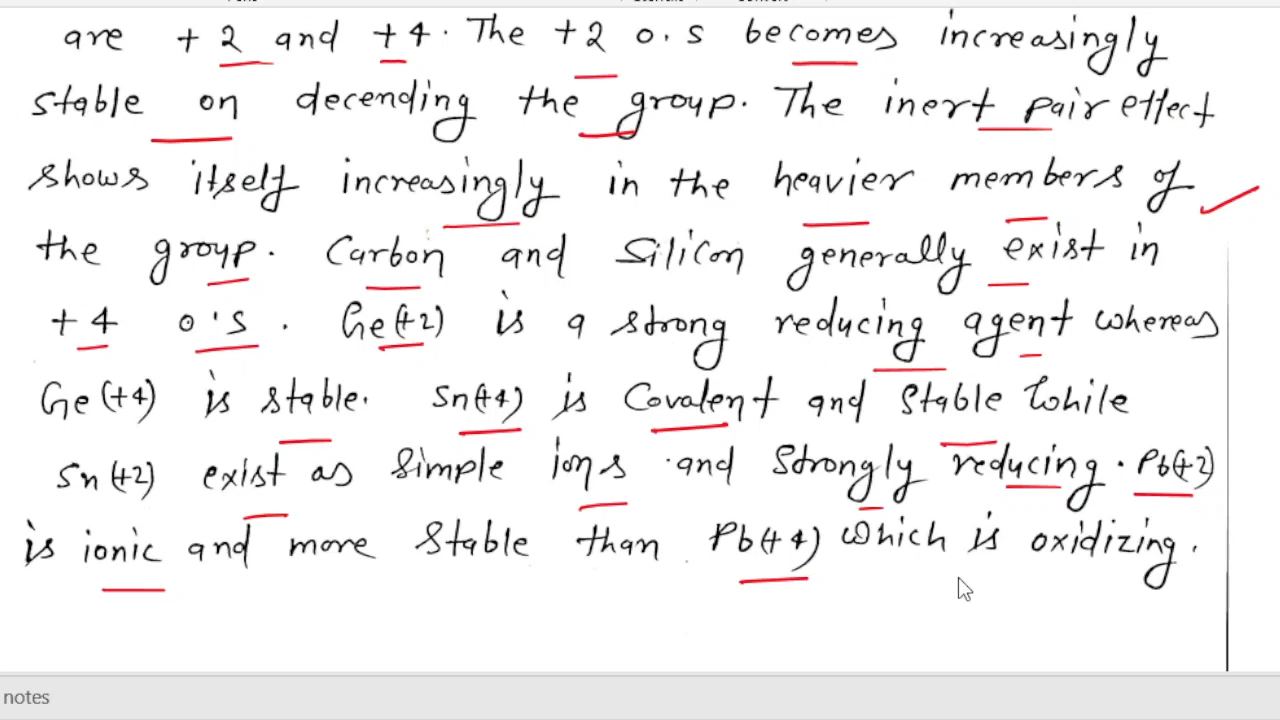 are +2 and +4. The +2 o.s becomes increasingly
stable on decending the group. The inert pair effect
shows itself increasingly in the heavier members of
the group. Carbon and Silicon generally exist in
+4 o's. Ge(+2) is a strong reducing agent whereas
Ge(+4) is stable. Sn(+4) is Covalent and Stable While
Sn(+2) exist as simple ions and Strongly reducing. Pb(+2)
is ionic and more Stable than Pb(+4) which is oxidizing.
notes